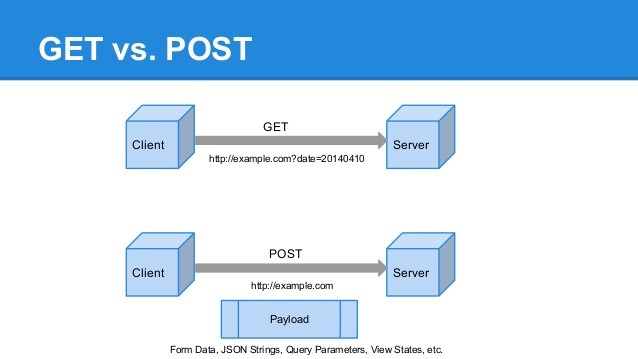 GET vs. POST
GET
Client
Server
http://example.com?date=20140410
POST
Client
Server
http://example.com
Payload
Form Data, JSON Strings, Query Parameters, View States, etc.